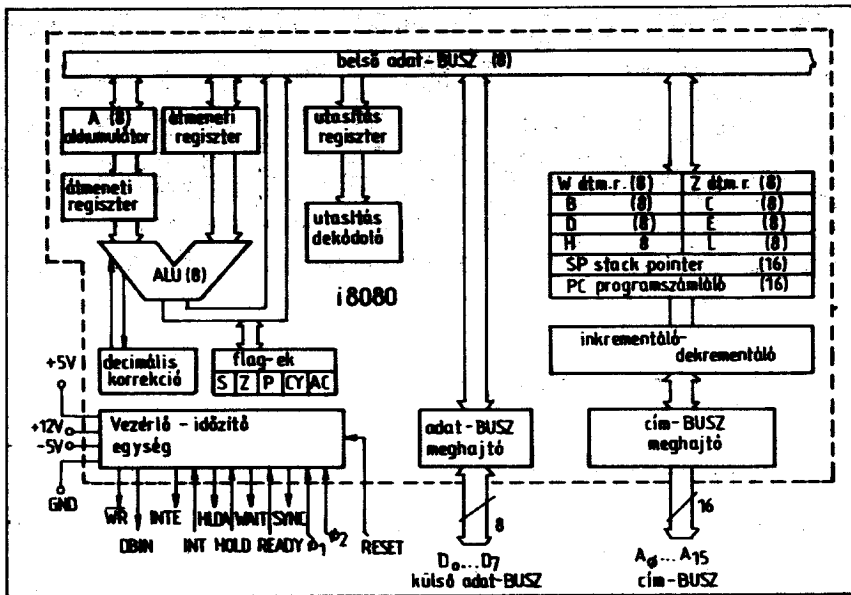 belső adat-BUSZ (8)
A (8)
akkumulátor
átmeneti
regiszter
utasítás
regiszter
átmeneti
regiszter
utasítás
dekódoló
ALU (8)
i8080
W átm.r. (8) Z átm.r. (8)
B (8) C (8)
D (8) E (8)
H 8 L (8)
SP stack pointer (16)
PC programszámláló (16)
inkrementáló-
dekrementáló
decimális
korrekció
flag-ek
S Z P CY AC
+5V
+12V
-5V
GND
Vezérlő - időzítő
egység
adat-BUSZ
meghajtó
cím-BUSZ
meghajtó
WR INTE HLDA WAIT SYNC ø1 ø2
DBIN INT HOLD READY RESET
8
16
D₀...D7
külső adat-BUSZ
Aø...A15
cím-BUSZ